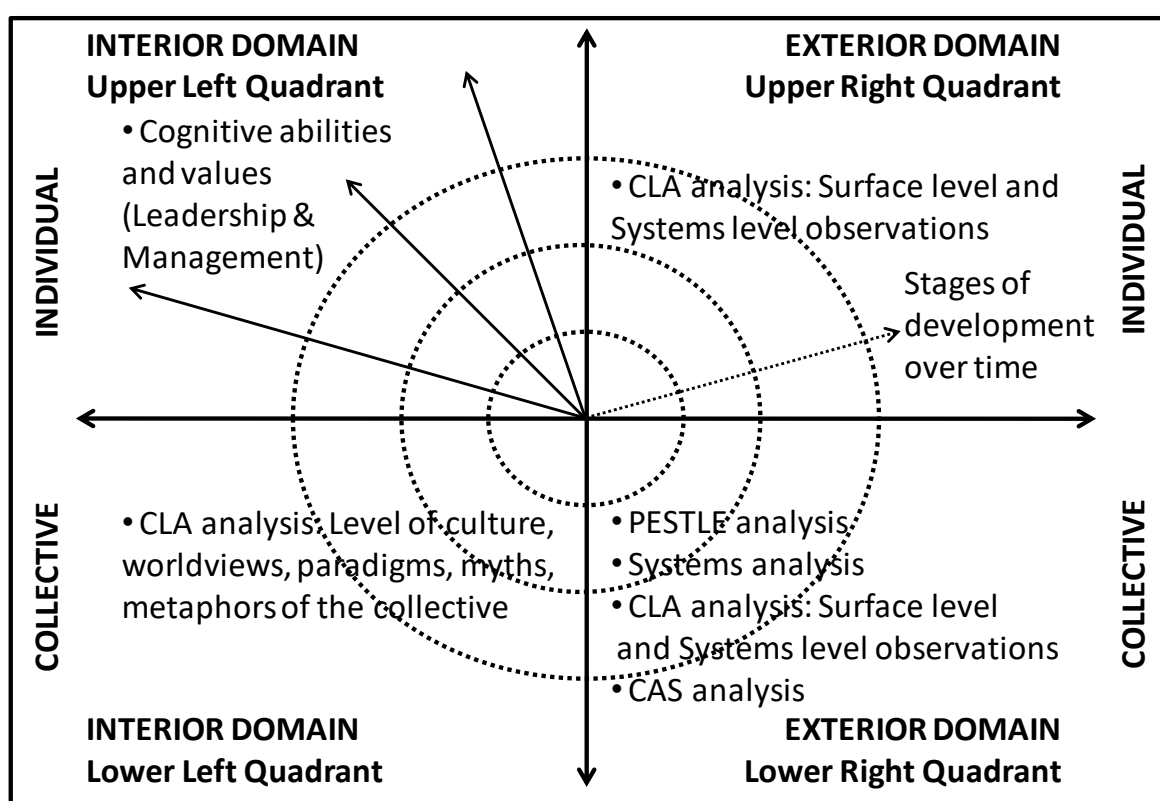 INTERIOR DOMAIN
Upper Left Quadrant
• Cognitive abilities
and values
(Leadership &
Management)
INDIVIDUAL
EXTERIOR DOMAIN
Upper Right Quadrant
• CLA analysis: Surface level and
Systems level observations
Stages of
development
over time
INDIVIDUAL
COLLECTIVE
• CLA analysis: Level of culture,
worldviews, paradigms, myths,
metaphors of the collective
INTERIOR DOMAIN
Lower Left Quadrant
• PESTLE analysis
• Systems analysis
• CLA analysis: Surface level
and Systems level observations
• CAS analysis
COLLECTIVE
EXTERIOR DOMAIN
Lower Right Quadrant